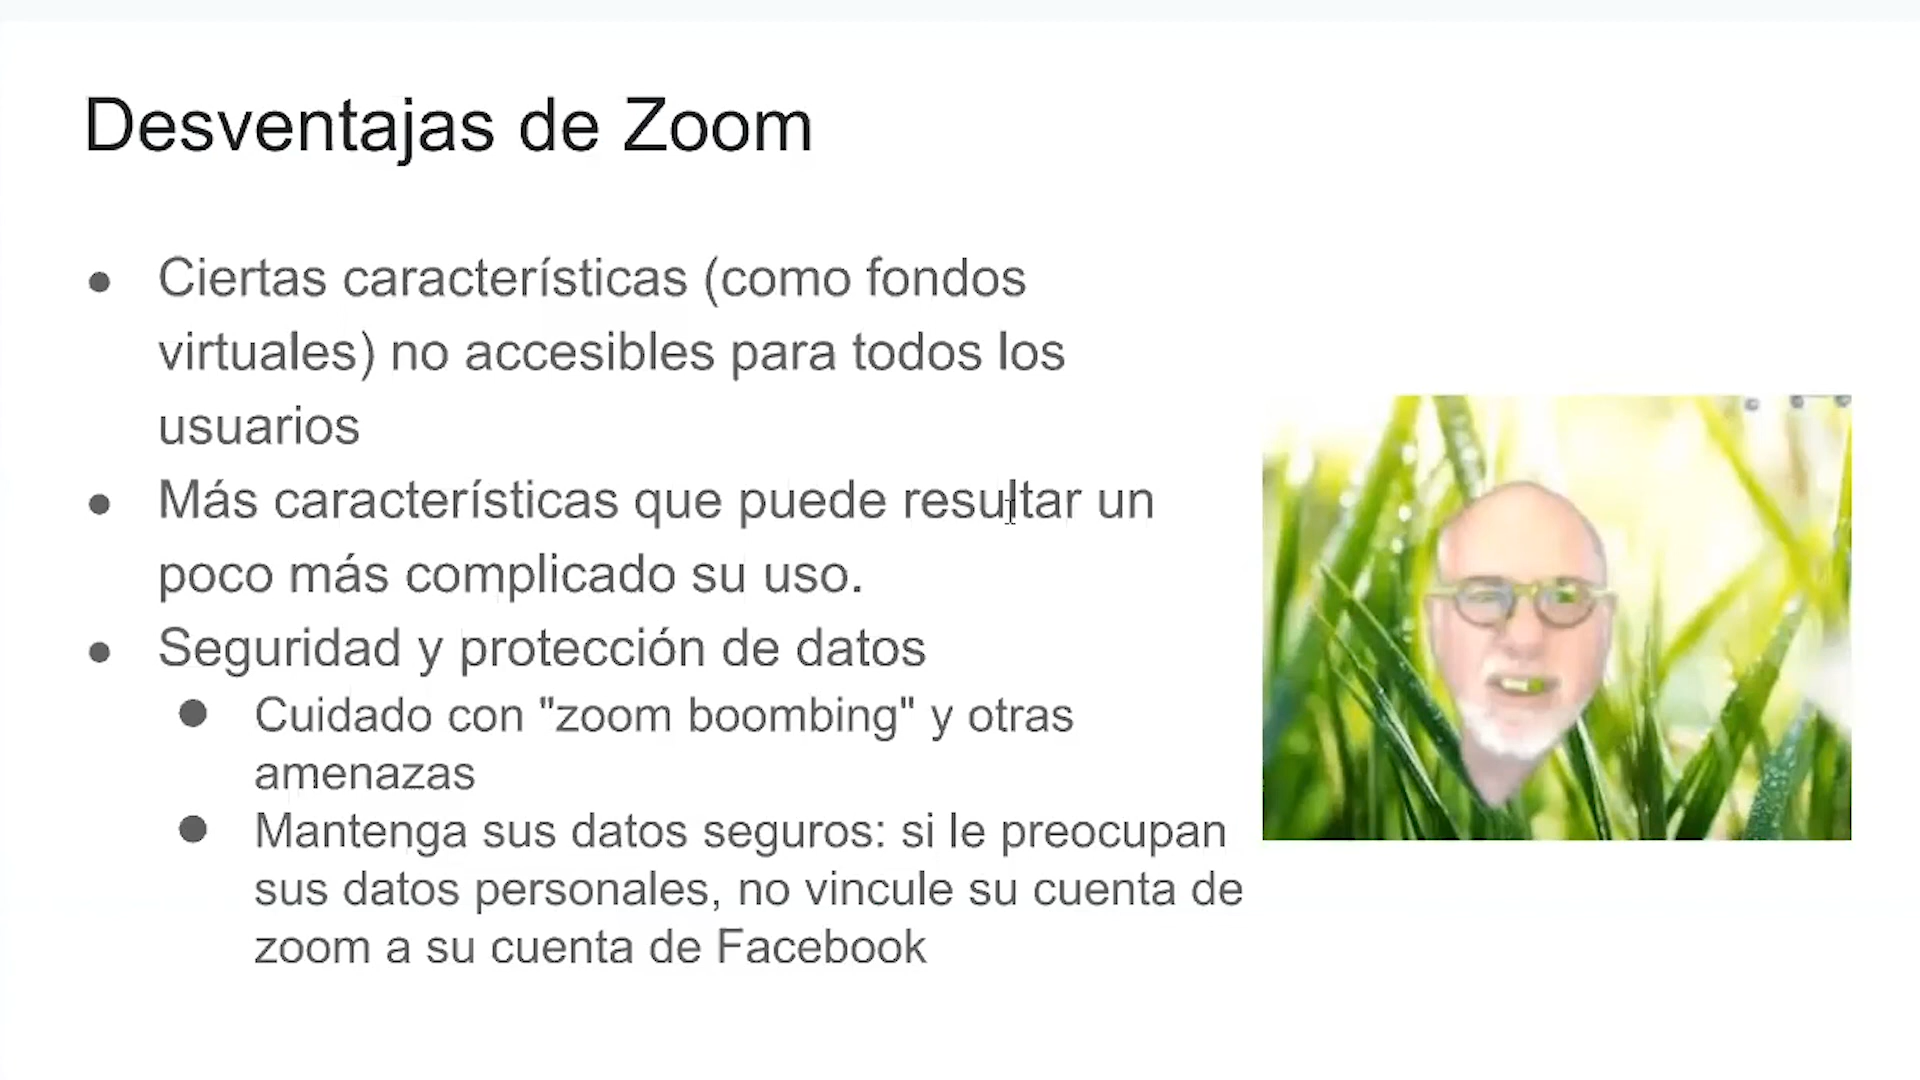 Desventajas de Zoom
● Ciertas características (como fondos
virtuales) no accesibles para todos los
usuarios
● Más características que puede resultar un
poco más complicado su uso.
● Seguridad y protección de datos
● Cuidado con "zoom boombing" y otras
amenazas
● Mantenga sus datos seguros: si le preocupan
sus datos personales, no vincule su cuenta de
zoom a su cuenta de Facebook